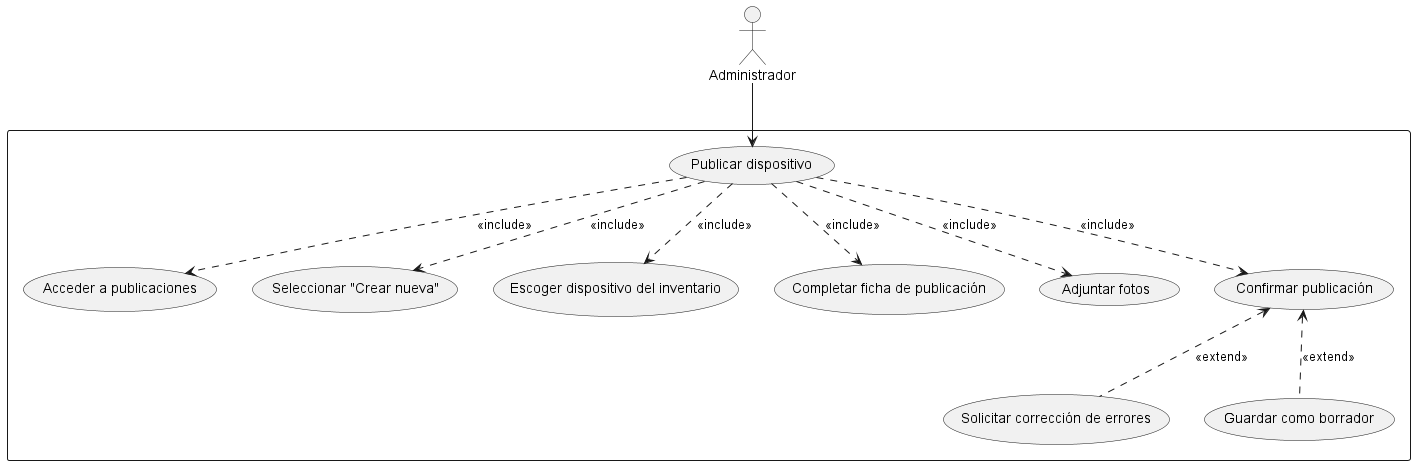 Administrador
Publicar dispositivo
«include»
«include»
«include»
«include»
«include»
«include»
Acceder a publicaciones
Seleccionar "Crear nueva"
Escoger dispositivo del inventario
Completar ficha de publicación
Adjuntar fotos
Confirmar publicación
«extend»
«extend»
Solicitar corrección de errores
Guardar como borrador